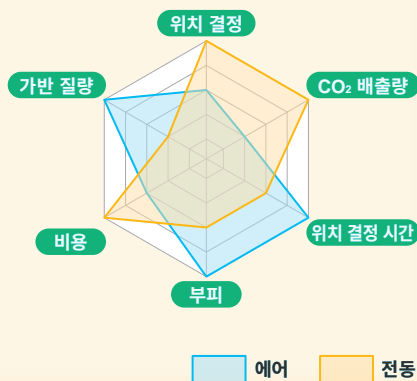 위치 결정
가반 질량
CO₂ 배출량
비용
위치 결정 시간
부피
에어
전동